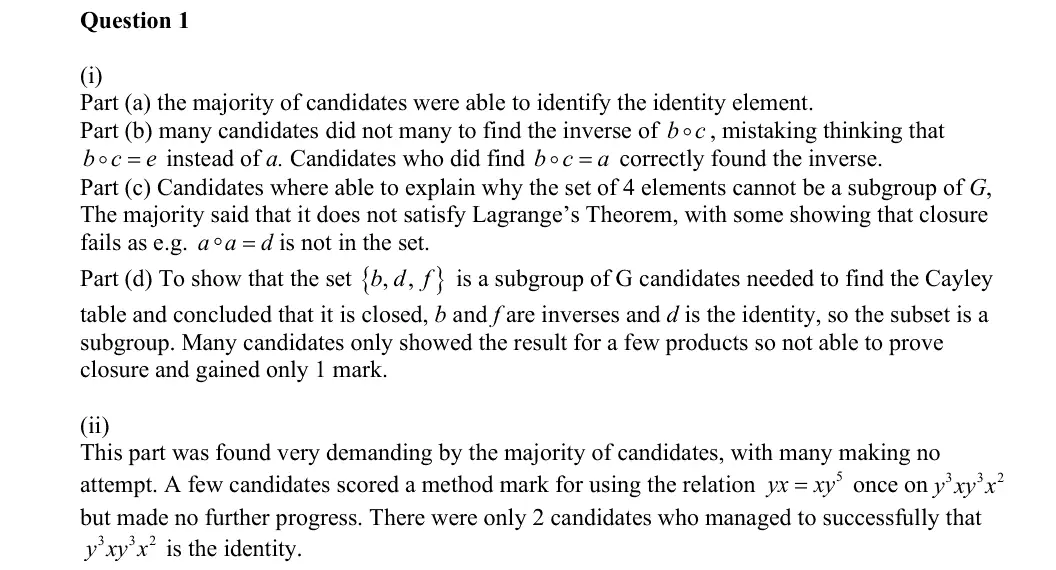 Question 1
(i)
Part (a) the majority of candidates were able to identify the identity element.
Part (b) many candidates did not many to find the inverse of b∘c, mistaking thinking that
b∘c = e instead of a. Candidates who did find b∘c = a correctly found the inverse.
Part (c) Candidates where able to explain why the set of 4 elements cannot be a subgroup of G,
The majority said that it does not satisfy Lagrange’s Theorem, with some showing that closure
fails as e.g. a∘a = d is not in the set.
Part (d) To show that the set {b, d, f} is a subgroup of G candidates needed to find the Cayley
table and concluded that it is closed, b and f are inverses and d is the identity, so the subset is a
subgroup. Many candidates only showed the result for a few products so not able to prove
closure and gained only 1 mark.
(ii)
This part was found very demanding by the majority of candidates, with many making no
attempt. A few candidates scored a method mark for using the relation yx = xy⁵ once on y³xy³x²
but made no further progress. There were only 2 candidates who managed to successfully that
y³xy³x² is the identity.